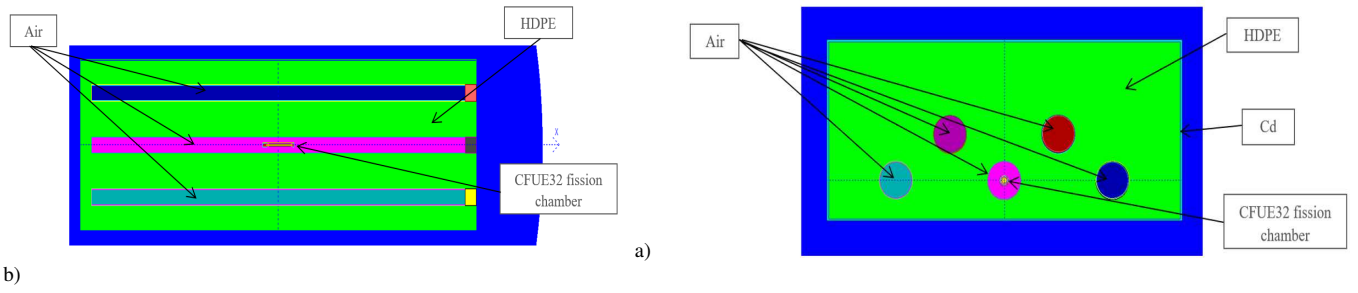 Air
HDPE
X
CFUE32 fission
chamber
b)
a)
Air
HDPE
Cd
CFUE32 fission
chamber